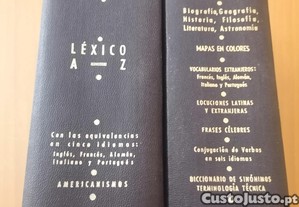 LÉXICO
A — Z
Con las equivalencias
en cinco idiomas:
Inglés, Francés, Alemán,
Italiano y Portugués
AMERICANISMOS
Biografía, Geografía,
Historia, Filosofía,
Literatura, Astronomía
MAPAS EN COLORES
VOCABULARIOS EXTRANJEROS:
Francés, Inglés, Alemán,
Italiano y Portugués
LOCUCIONES LATINAS
Y EXTRANJERAS
FRASES CÉLEBRES
Conjugación de Verbos
en seis idiomas
DICCIONARIO DE SINÓNIMOS
TERMINOLOGÍA TÉCNICA
CustoJusto.pt